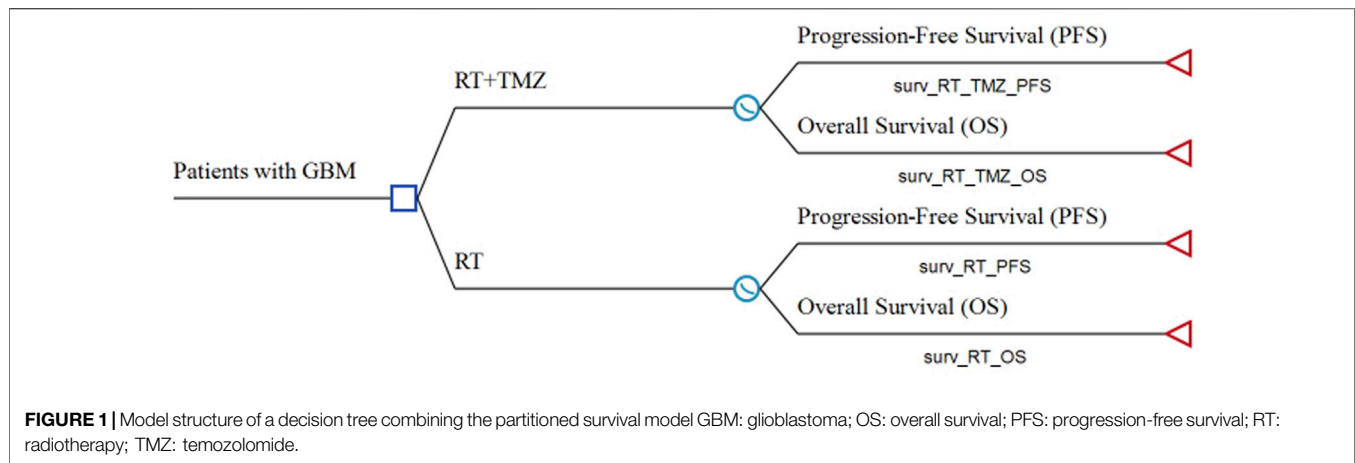 Progression-Free Survival (PFS)
RT+TMZ
surv_RT_TMZ_PFS
Overall Survival (OS)
Patients with GBM
surv_RT_TMZ_OS
Progression-Free Survival (PFS)
RT
surv_RT_PFS
Overall Survival (OS)
surv_RT_OS
FIGURE 1 | Model structure of a decision tree combining the partitioned survival model GBM: glioblastoma; OS: overall survival; PFS: progression-free survival; RT:
radiotherapy; TMZ: temozolomide.